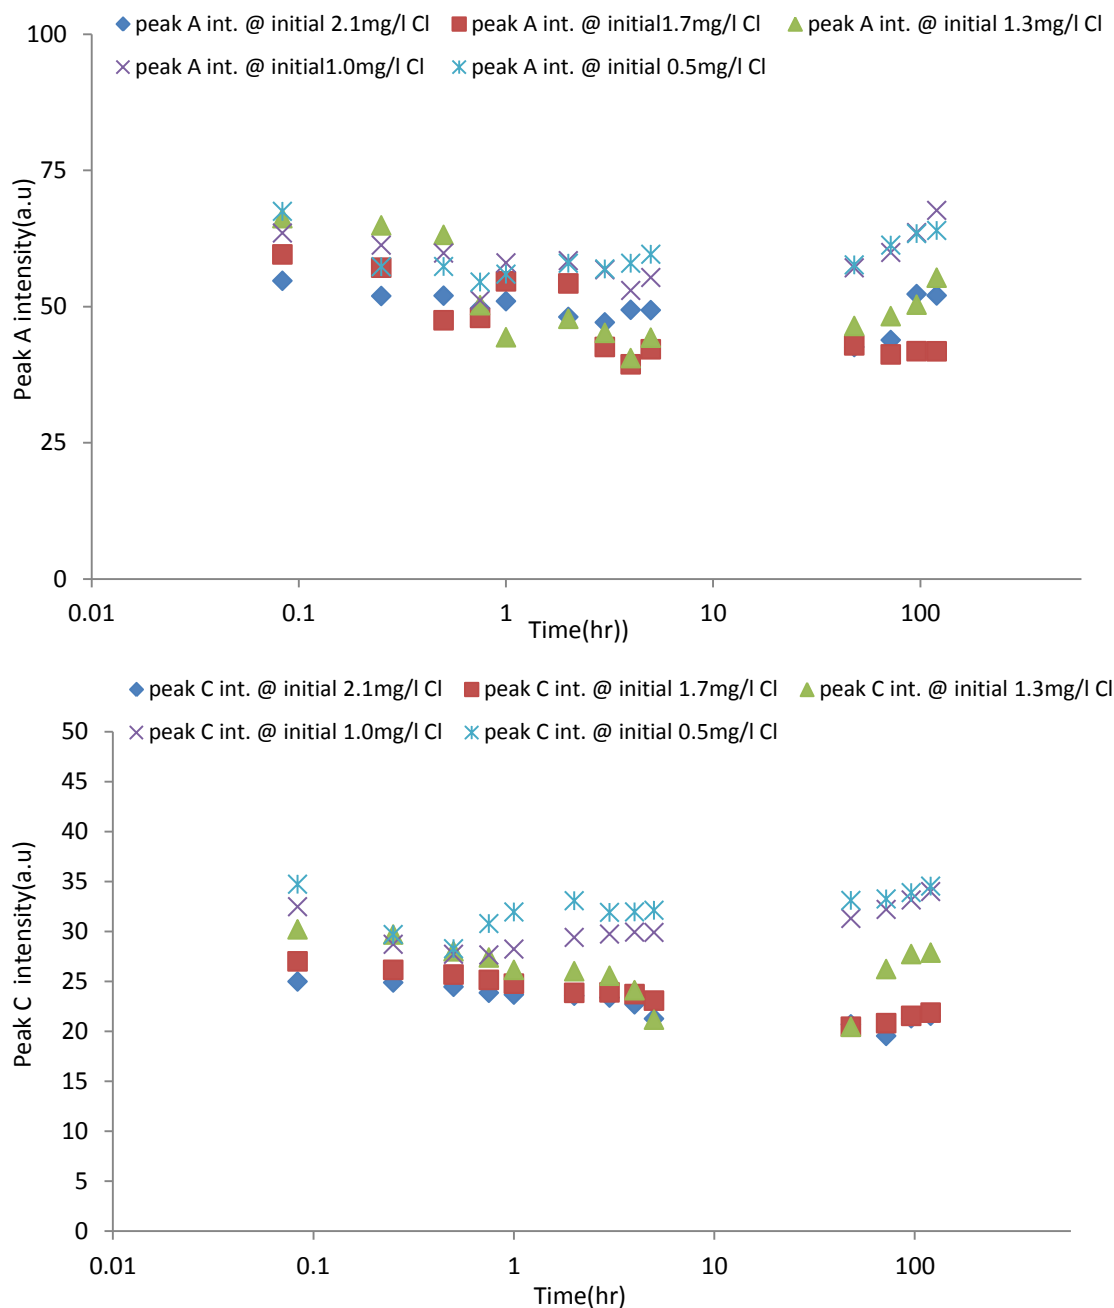 peak A int. @ initial 2.1mg/l Cl peak A int. @ initial1.7mg/l Cl peak A int. @ initial 1.3mg/l Cl
peak A int. @ initial1.0mg/l Cl peak A int. @ initial 0.5mg/l Cl
100
75
50
25
0
Peak A intensity(a.u)
0.01 0.1 1 10 100
Time(hr))
peak C int. @ initial 2.1mg/l Cl peak C int. @ initial 1.7mg/l Cl peak C int. @ initial 1.3mg/l Cl
peak C int. @ initial 1.0mg/l Cl peak C int. @ initial 0.5mg/l Cl
50
45
40
35
30
25
20
15
10
5
0
Peak C intensity(a.u)
0.01 0.1 1 10 100
Time(hr)